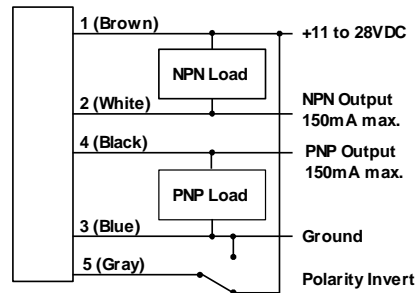 1 (Brown)
+11 to 28VDC
NPN Load
2 (White)
NPN Output
150mA max.
4 (Black)
PNP Output
150mA max.
PNP Load
3 (Blue)
Ground
5 (Gray)
Polarity Invert